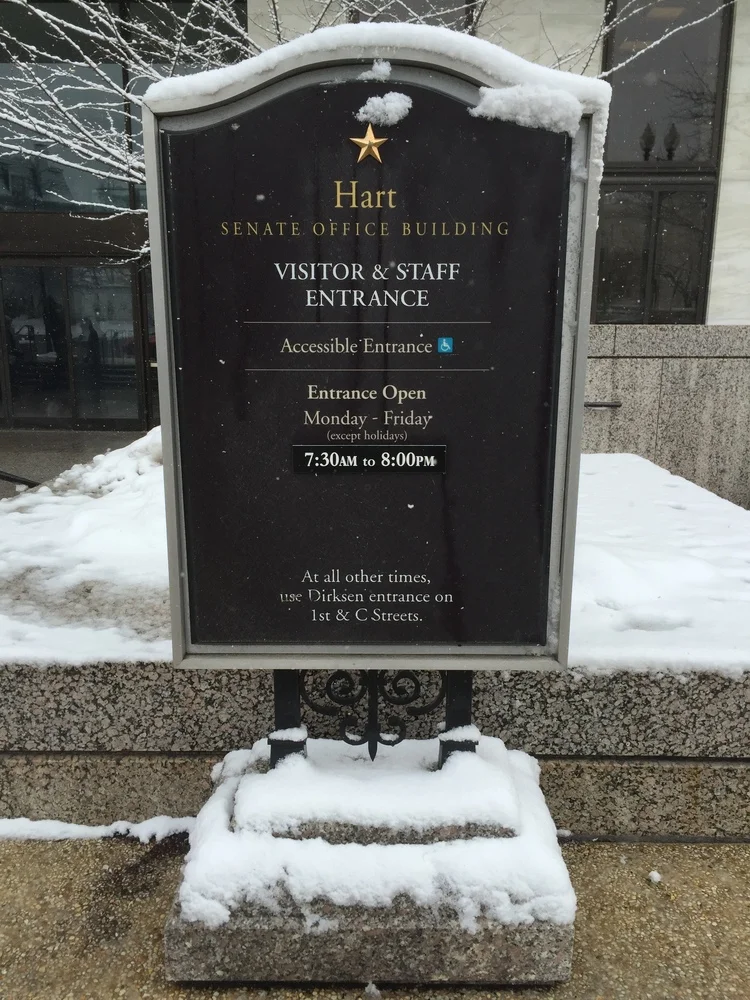 Hart
SENATE OFFICE BUILDING
VISITOR & STAFF
ENTRANCE
Accessible Entrance
Entrance Open
Monday - Friday
(except holidays)
7:30AM to 8:00PM
At all other times,
use Dirksen entrance on
1st & C Streets.